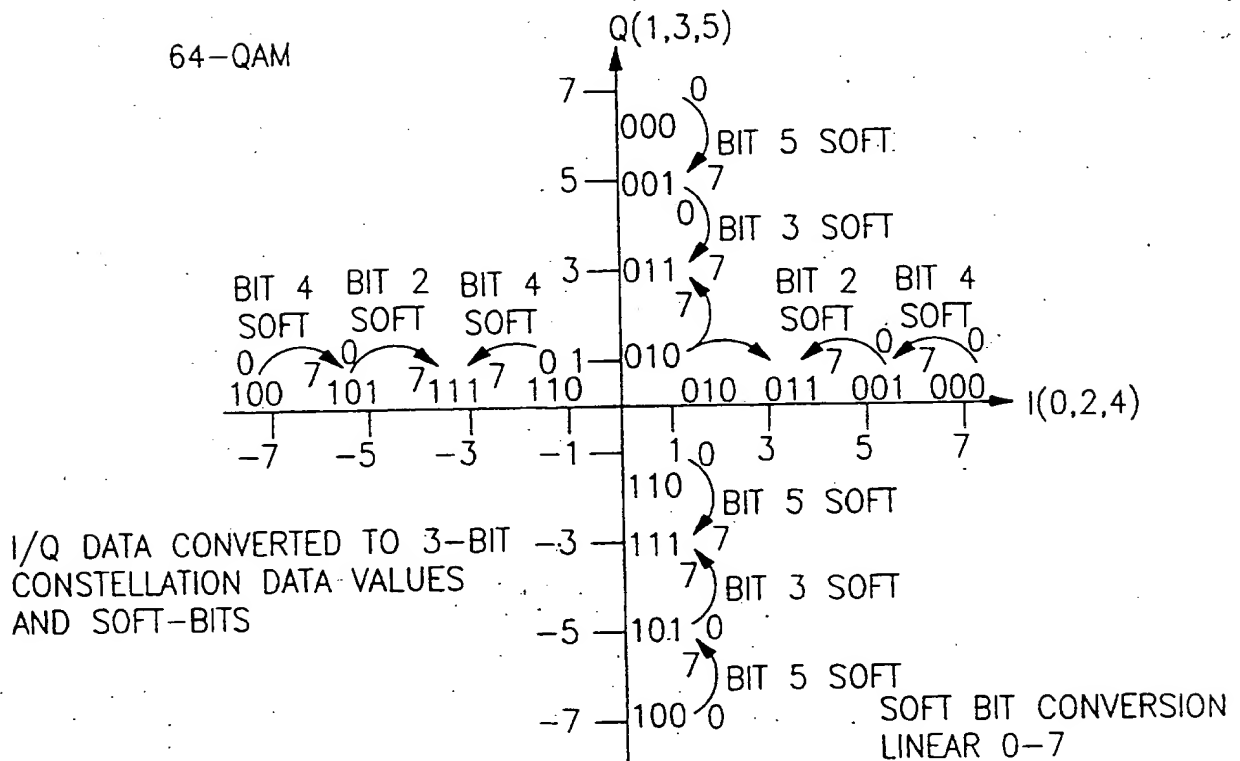 64-QAM
Q(1,3,5)
7
0
000
BIT 5 SOFT
5
001
7
0
BIT 3 SOFT
3
011
7
7
BIT 4
SOFT
BIT 2
SOFT
BIT 4
SOFT
BIT 2
SOFT
BIT 4
SOFT
0
7
0
7
7
0
1
010
7
0
7
0
100
101
111
110
010
011
001
000
I(0,2,4)
-7
-5
-3
-1
1
3
5
7
0
110
BIT 5 SOFT
-3
111
7
7
BIT 3 SOFT
I/Q DATA CONVERTED TO 3-BIT
CONSTELLATION DATA VALUES
AND SOFT-BITS
-5
101
0
7
BIT 5 SOFT
-7
100
0
SOFT BIT CONVERSION
LINEAR 0-7